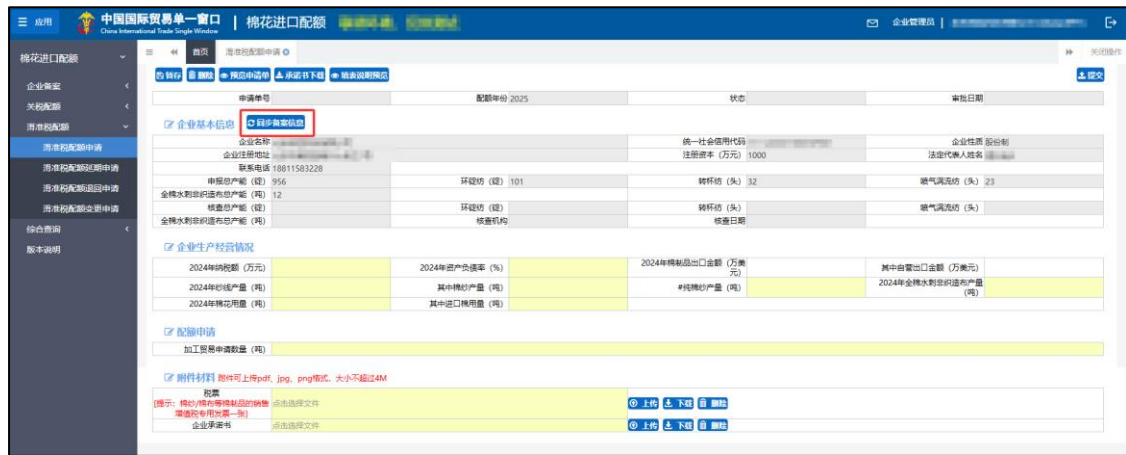 应用 中国国际贸易单一窗口 China International Trade Single Window | 棉花进口配额 企业管理员 |
棉花进口配额 首页 滑准税配额申请 关闭操作
暂存 删除 预览申请单 承诺书下载 填表说明预览 提交
企业备案
关税配额
滑准税配额
滑准税配额申请
滑准税配额延期申请
滑准税配额退回申请
滑准税配额变更申请
综合查询
版本说明
申请单号 配额年份 2025 状态 审批日期
企业基本信息 同步备案信息
企业名称 统一社会信用代码 企业性质 股份制
企业注册地址 注册资本（万元） 1000 法定代表人姓名
联系电话 18811583228
申报总产能（锭） 956 环锭纺（锭） 101 转杯纺（头） 32 喷气涡流纺（头） 23
全棉水刺非织造布总产能（吨） 12
核查总产能（锭） 环锭纺（锭） 转杯纺（头） 喷气涡流纺（头）
全棉水刺非织造布总产能（吨） 核查机构 核查日期
企业生产经营情况
2024年纳税额（万元） 2024年资产负债率（%） 2024年棉制品出口金额（万美元） 其中自营出口金额（万美元）
2024年纱线产量（吨） 其中棉纱产量（吨） #纯棉纱产量（吨） 2024年全棉水刺非织造布产量（吨）
2024年棉花用量（吨） 其中进口棉用量（吨）
配额申请
加工贸易申请数量（吨）
附件材料 附件可上传pdf、jpg、png格式、大小不超过4M
税票
[提示：棉纱/棉布等棉制品的销售增值税专用发票一张] 点击选择文件 上传 下载 删除
企业承诺书 点击选择文件 上传 下载 删除